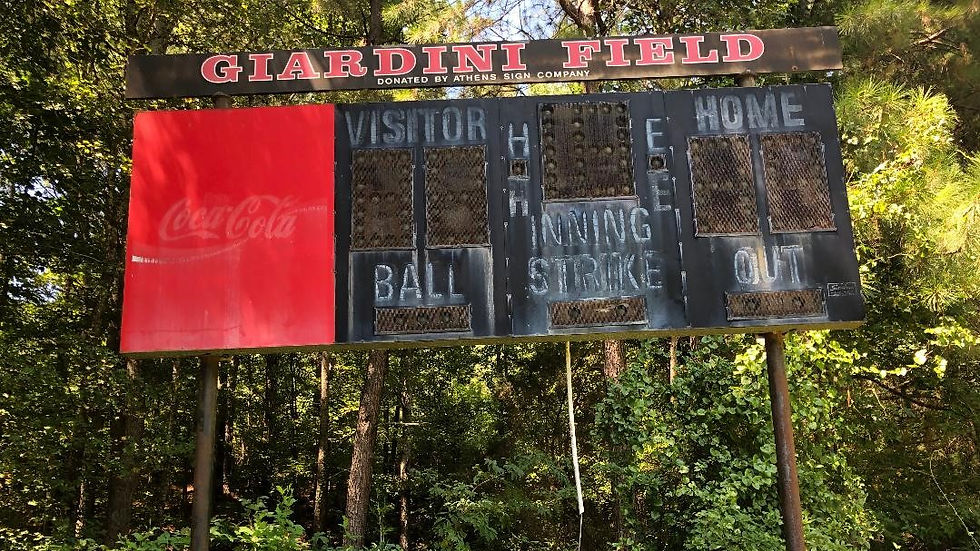 GIARDINI FIELD
DONATED BY ATHENS SIGN COMPANY
Coca-Cola
VISITOR
H
E
HOME
H
E
INNING
BALL
STRIKE
OUT